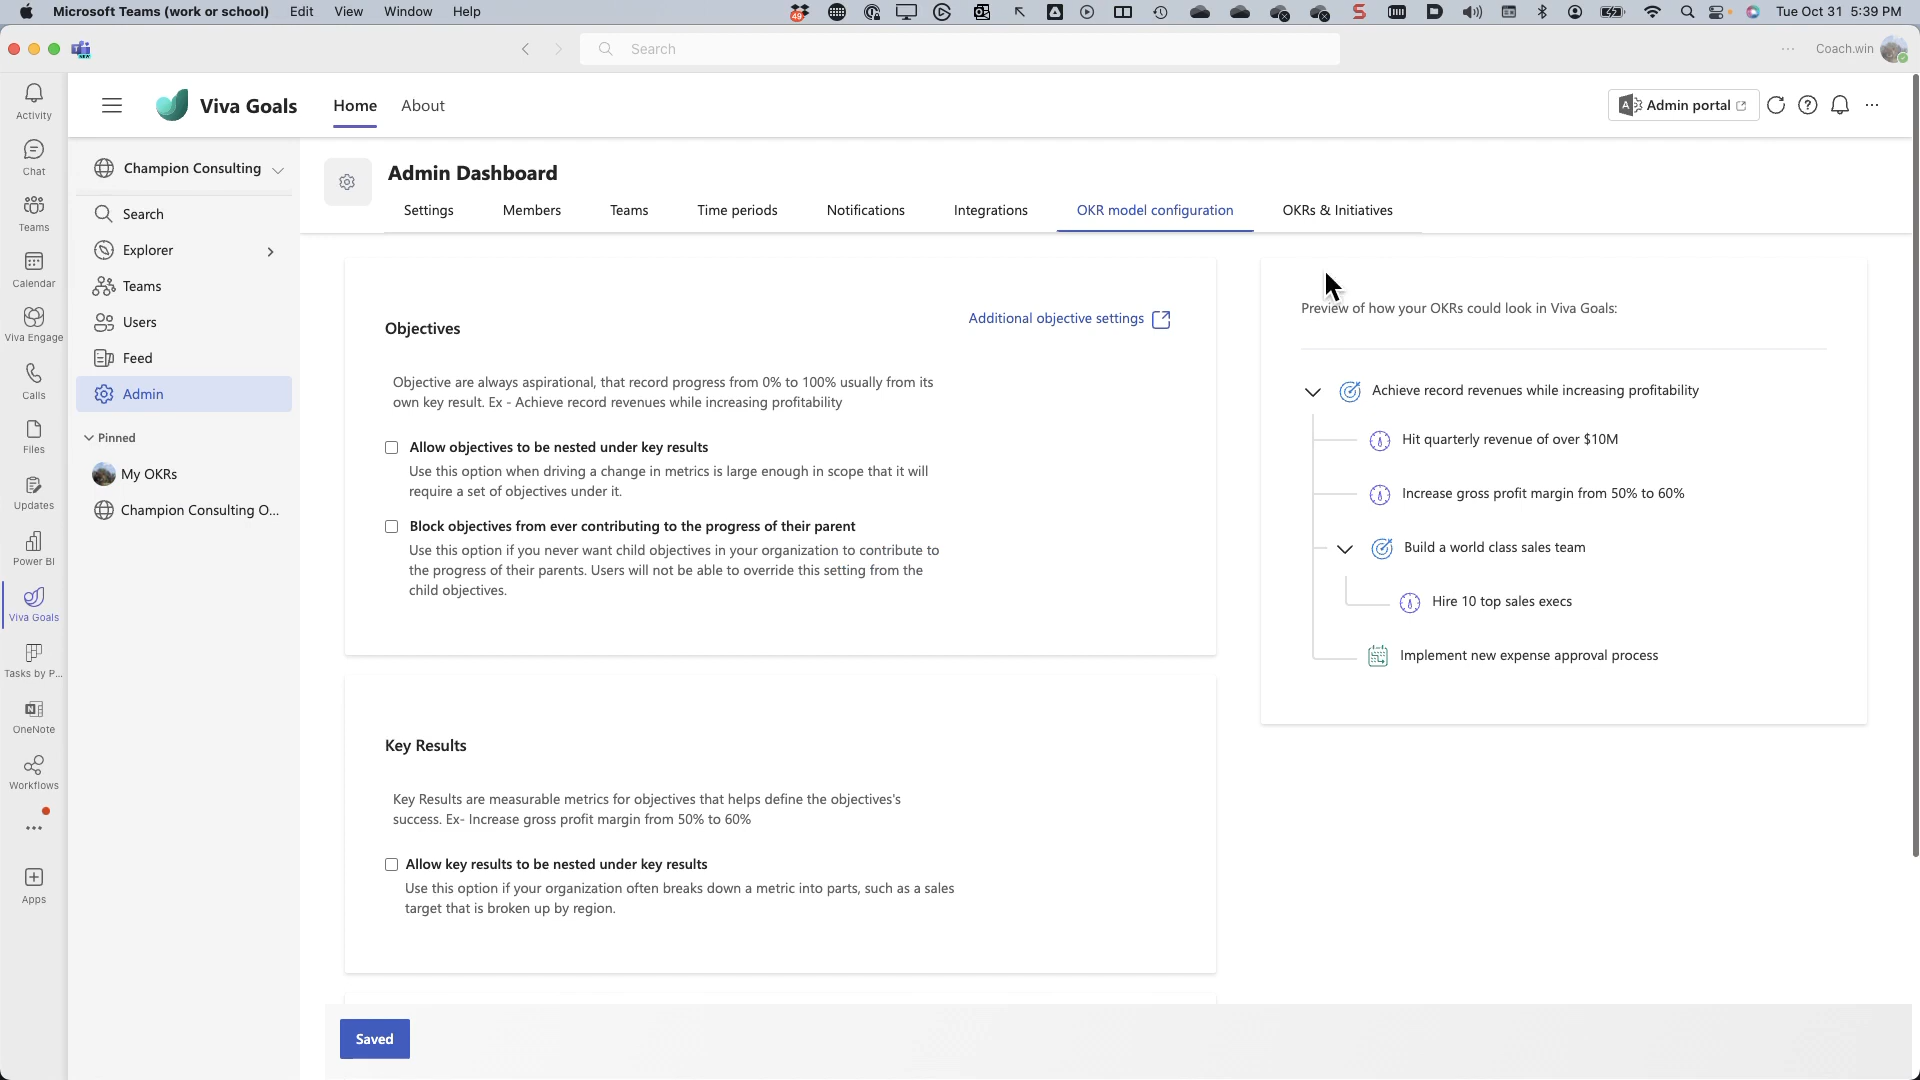 Microsoft Teams (work or school) Edit View Window Help
49
Tue Oct 31 5:39 PM
Search
Coach.win
Activity
Chat
Teams
Calendar
Viva Engage
Calls
Files
Updates
Power BI
Viva Goals
Tasks by P...
OneNote
Workflows
Apps
Viva Goals
Home
About
Admin portal
Champion Consulting
Search
Explorer
Teams
Users
Feed
Admin
Pinned
My OKRs
Champion Consulting O...
Admin Dashboard
Settings Members Teams Time periods Notifications Integrations OKR model configuration OKRs & Initiatives
Objectives
Additional objective settings
Objective are always aspirational, that record progress from 0% to 100% usually from its
own key result. Ex - Achieve record revenues while increasing profitability
Allow objectives to be nested under key results
Use this option when driving a change in metrics is large enough in scope that it will
require a set of objectives under it.
Block objectives from ever contributing to the progress of their parent
Use this option if you never want child objectives in your organization to contribute to
the progress of their parents. Users will not be able to override this setting from the
child objectives.
Key Results
Key Results are measurable metrics for objectives that helps define the objectives's
success. Ex- Increase gross profit margin from 50% to 60%
Allow key results to be nested under key results
Use this option if your organization often breaks down a metric into parts, such as a sales
target that is broken up by region.
Saved
Preview of how your OKRs could look in Viva Goals:
Achieve record revenues while increasing profitability
Hit quarterly revenue of over $10M
Increase gross profit margin from 50% to 60%
Build a world class sales team
Hire 10 top sales execs
Implement new expense approval process